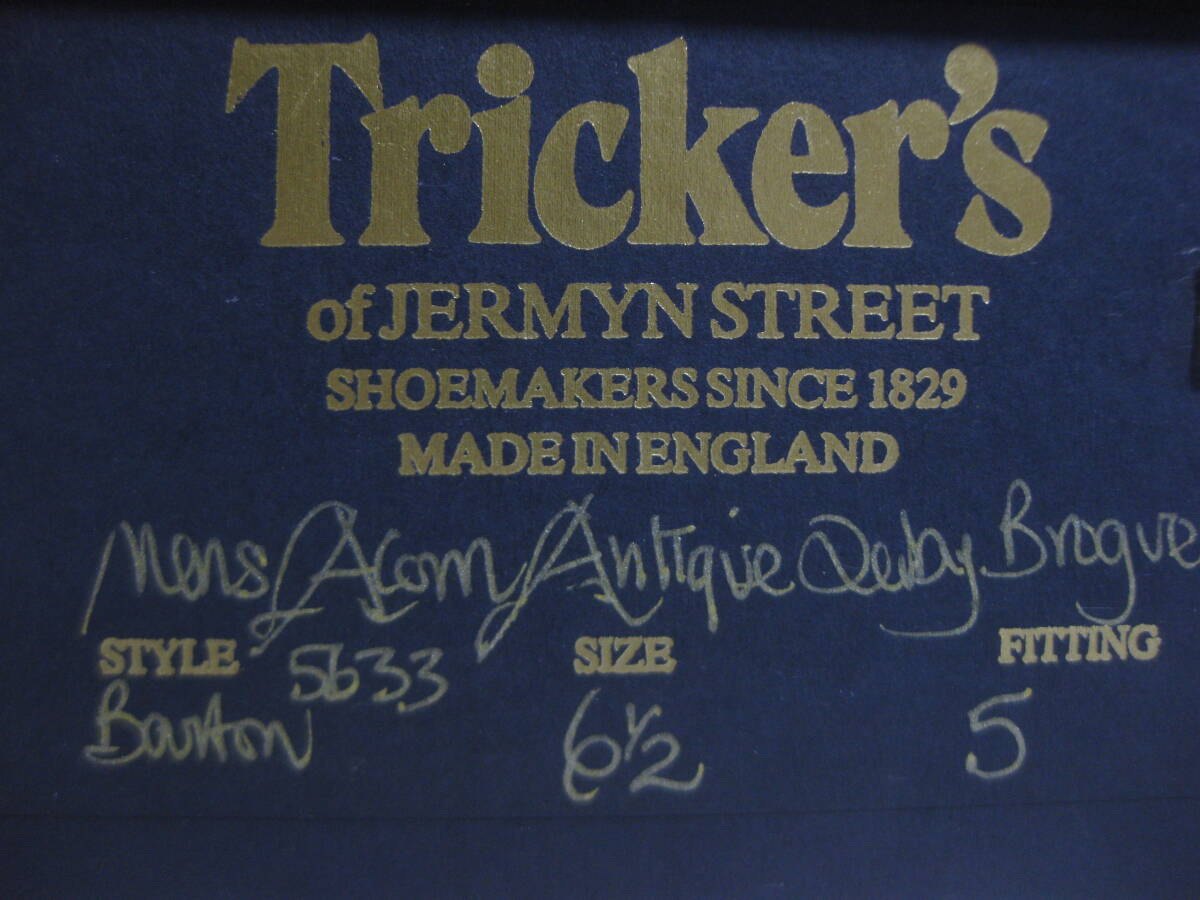 Tricker's
of JERMYN STREET
SHOEMAKERS SINCE 1829
MADE IN ENGLAND
Mens Acorn Antique Derby Brogue
STYLE 5633 SIZE FITTING
Barton 6½ 5